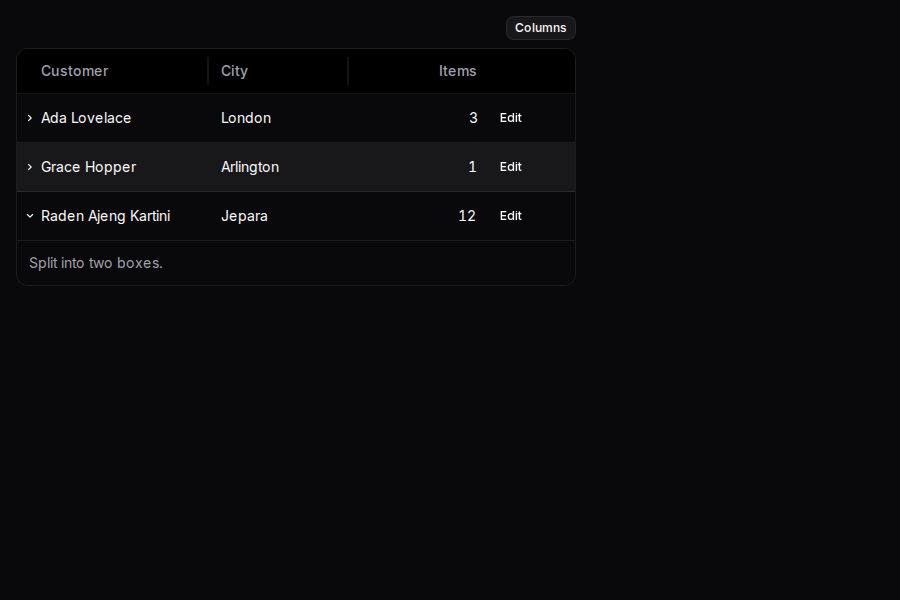 Columns
Customer City Items
Ada Lovelace London 3 Edit
Grace Hopper Arlington 1 Edit
Raden Ajeng Kartini Jepara 12 Edit
Split into two boxes.